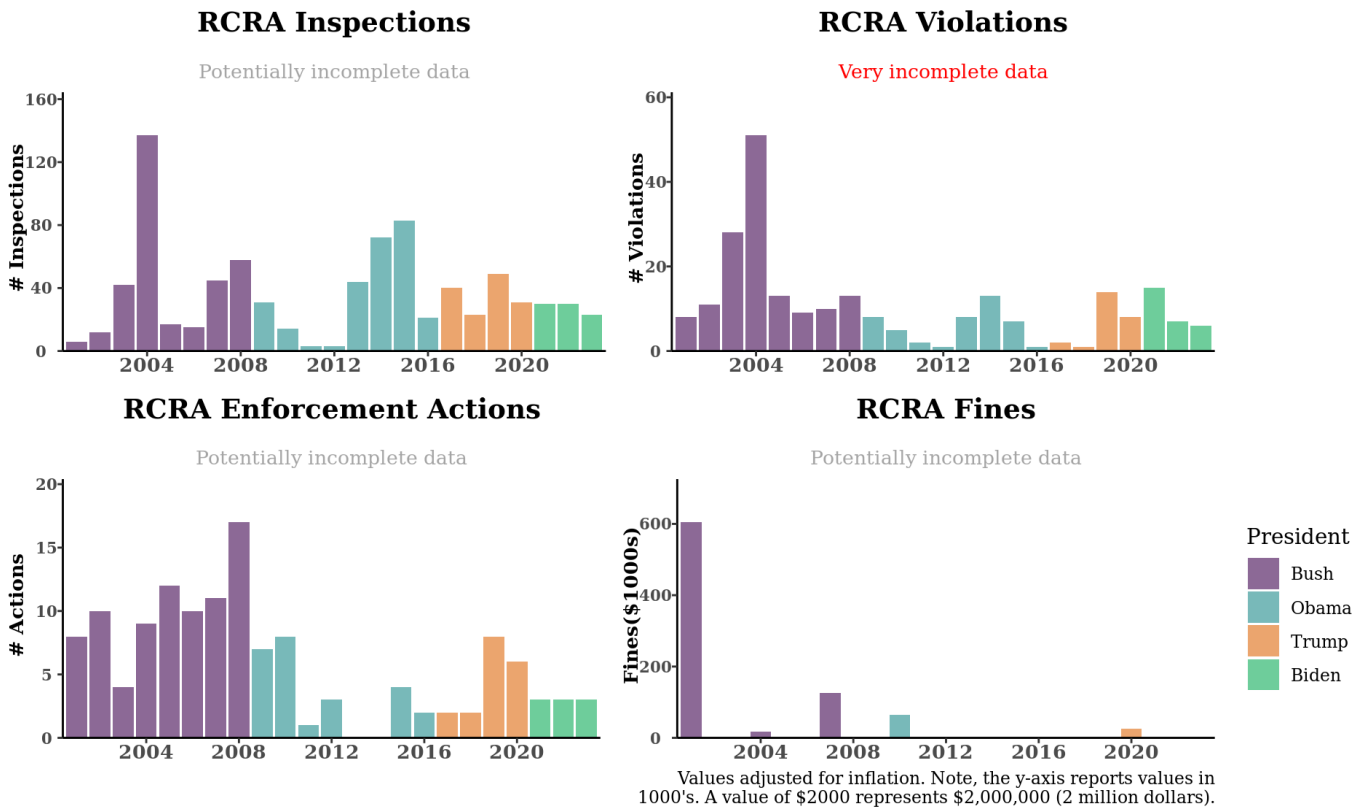 RCRA Inspections
Potentially incomplete data
# Inspections
160
120
80
40
0
2004
2008
2012
2016
2020
RCRA Violations
Very incomplete data
# Violations
60
40
20
0
2004
2008
2012
2016
2020
RCRA Enforcement Actions
Potentially incomplete data
# Actions
20
15
10
5
0
2004
2008
2012
2016
2020
RCRA Fines
Potentially incomplete data
Fines($1000s)
600
400
200
0
2004
2008
2012
2016
2020
Values adjusted for inflation. Note, the y-axis reports values in
1000's. A value of $2000 represents $2,000,000 (2 million dollars).
President
Bush
Obama
Trump
Biden